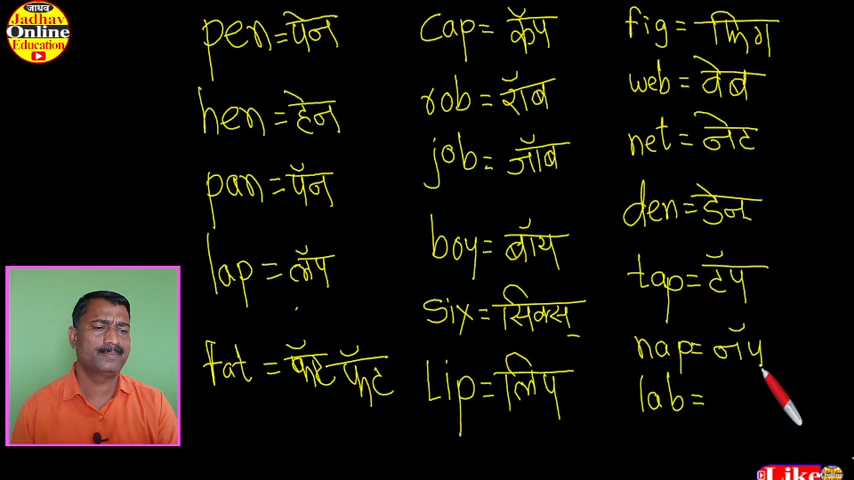 जाधव
Jadhav
Online
Education
pen=पेन
hen=हेन
pan=पॅन
lap=लॅप
fat=फॅट फॅट
cap=कॅप
rob=रॉब
job=जॉब
boy=बॉय
six=सिक्स्
Lip=लिप
fig=फिग
web=वेब
net=नेट
den=डेन
tap=टॅप
nap=नॅप
lab=
Like